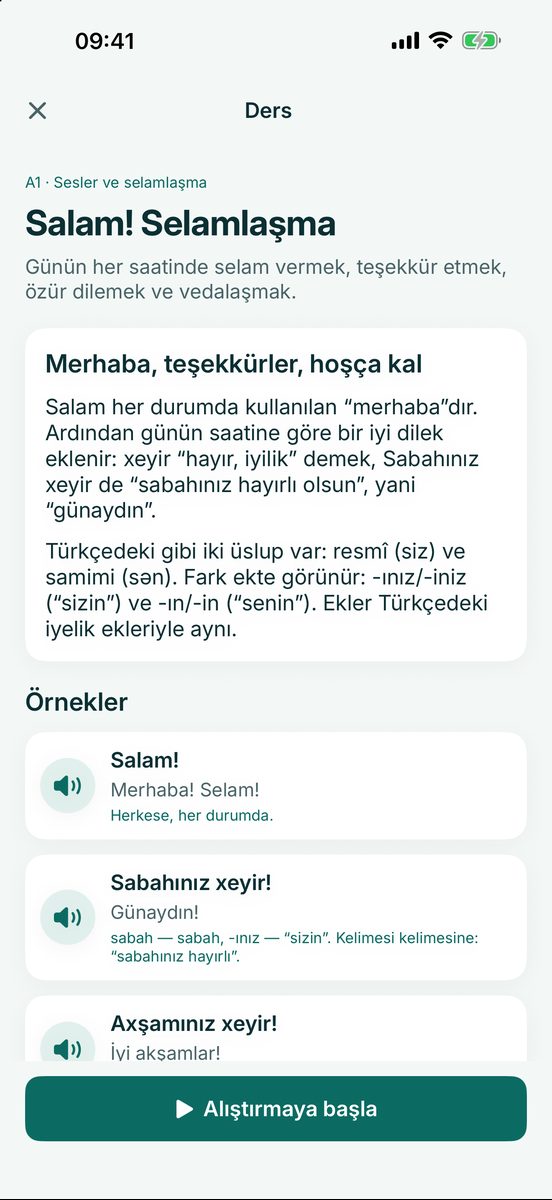 09:41
Ders
A1 · Sesler ve selamlaşma
Salam! Selamlaşma
Günün her saatinde selam vermek, teşekkür etmek,
özür dilemek ve vedalaşmak.
Merhaba, teşekkürler, hoşça kal
Salam her durumda kullanılan “merhaba”dır.
Ardından günün saatine göre bir iyi dilek
eklenir: xeyir “hayır, iyilik” demek, Sabahınız
xeyir de “sabahınız hayırlı olsun”, yani
“günaydın”.
Türkçedeki gibi iki üslup var: resmî (siz) ve
samimi (sən). Fark ekte görünür: -ınız/-iniz
(“sizin”) ve -ın/-in (“senin”). Ekler Türkçedeki
iyelik ekleriyle aynı.
Örnekler
Salam!
Merhaba! Selam!
Herkese, her durumda.
Sabahınız xeyir!
Günaydın!
sabah — sabah, -ınız — “sizin”. Kelimesi kelimesine:
“sabahınız hayırlı”.
Axşamınız xeyir!
İyi akşamlar!
Alıştırmaya başla